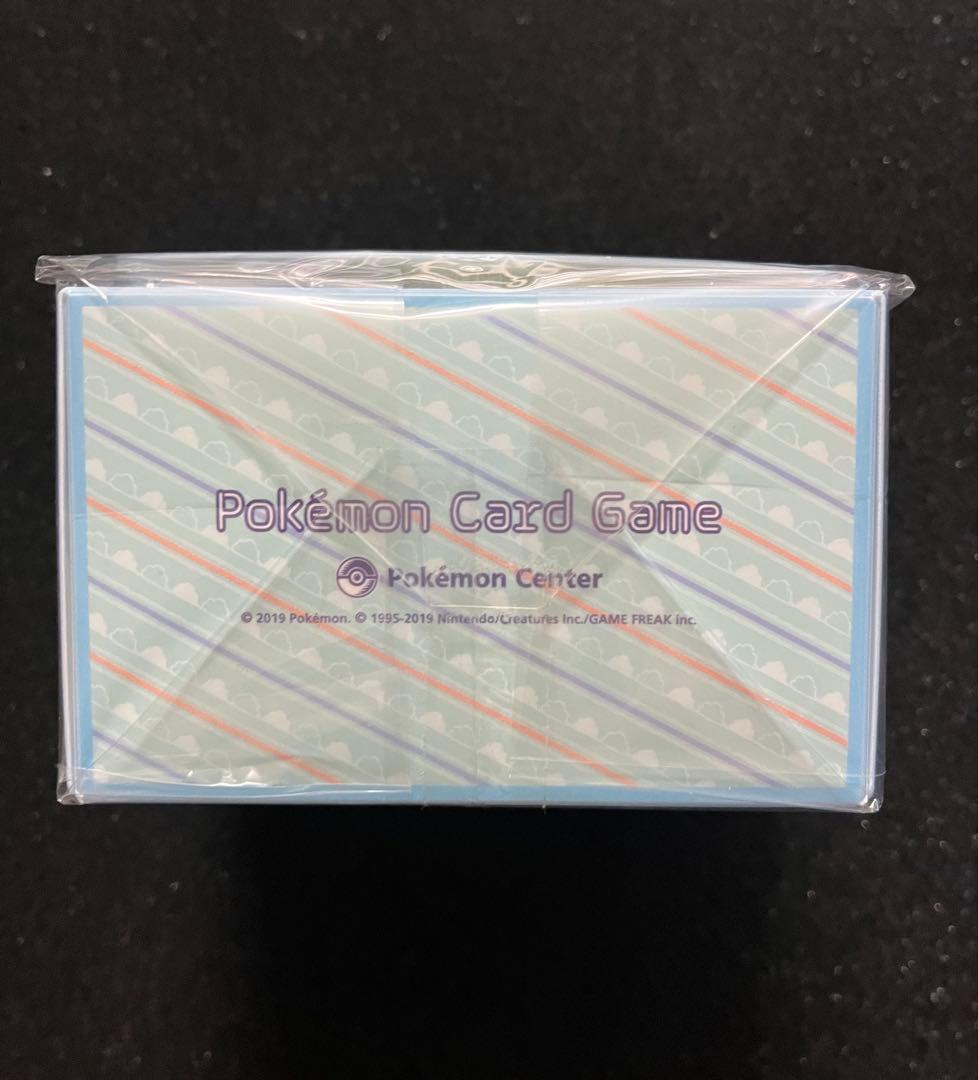 Pokémon Card Game
Pokémon Center
© 2019 Pokémon. © 1995-2019 Nintendo/Creatures Inc./GAME FREAK inc.